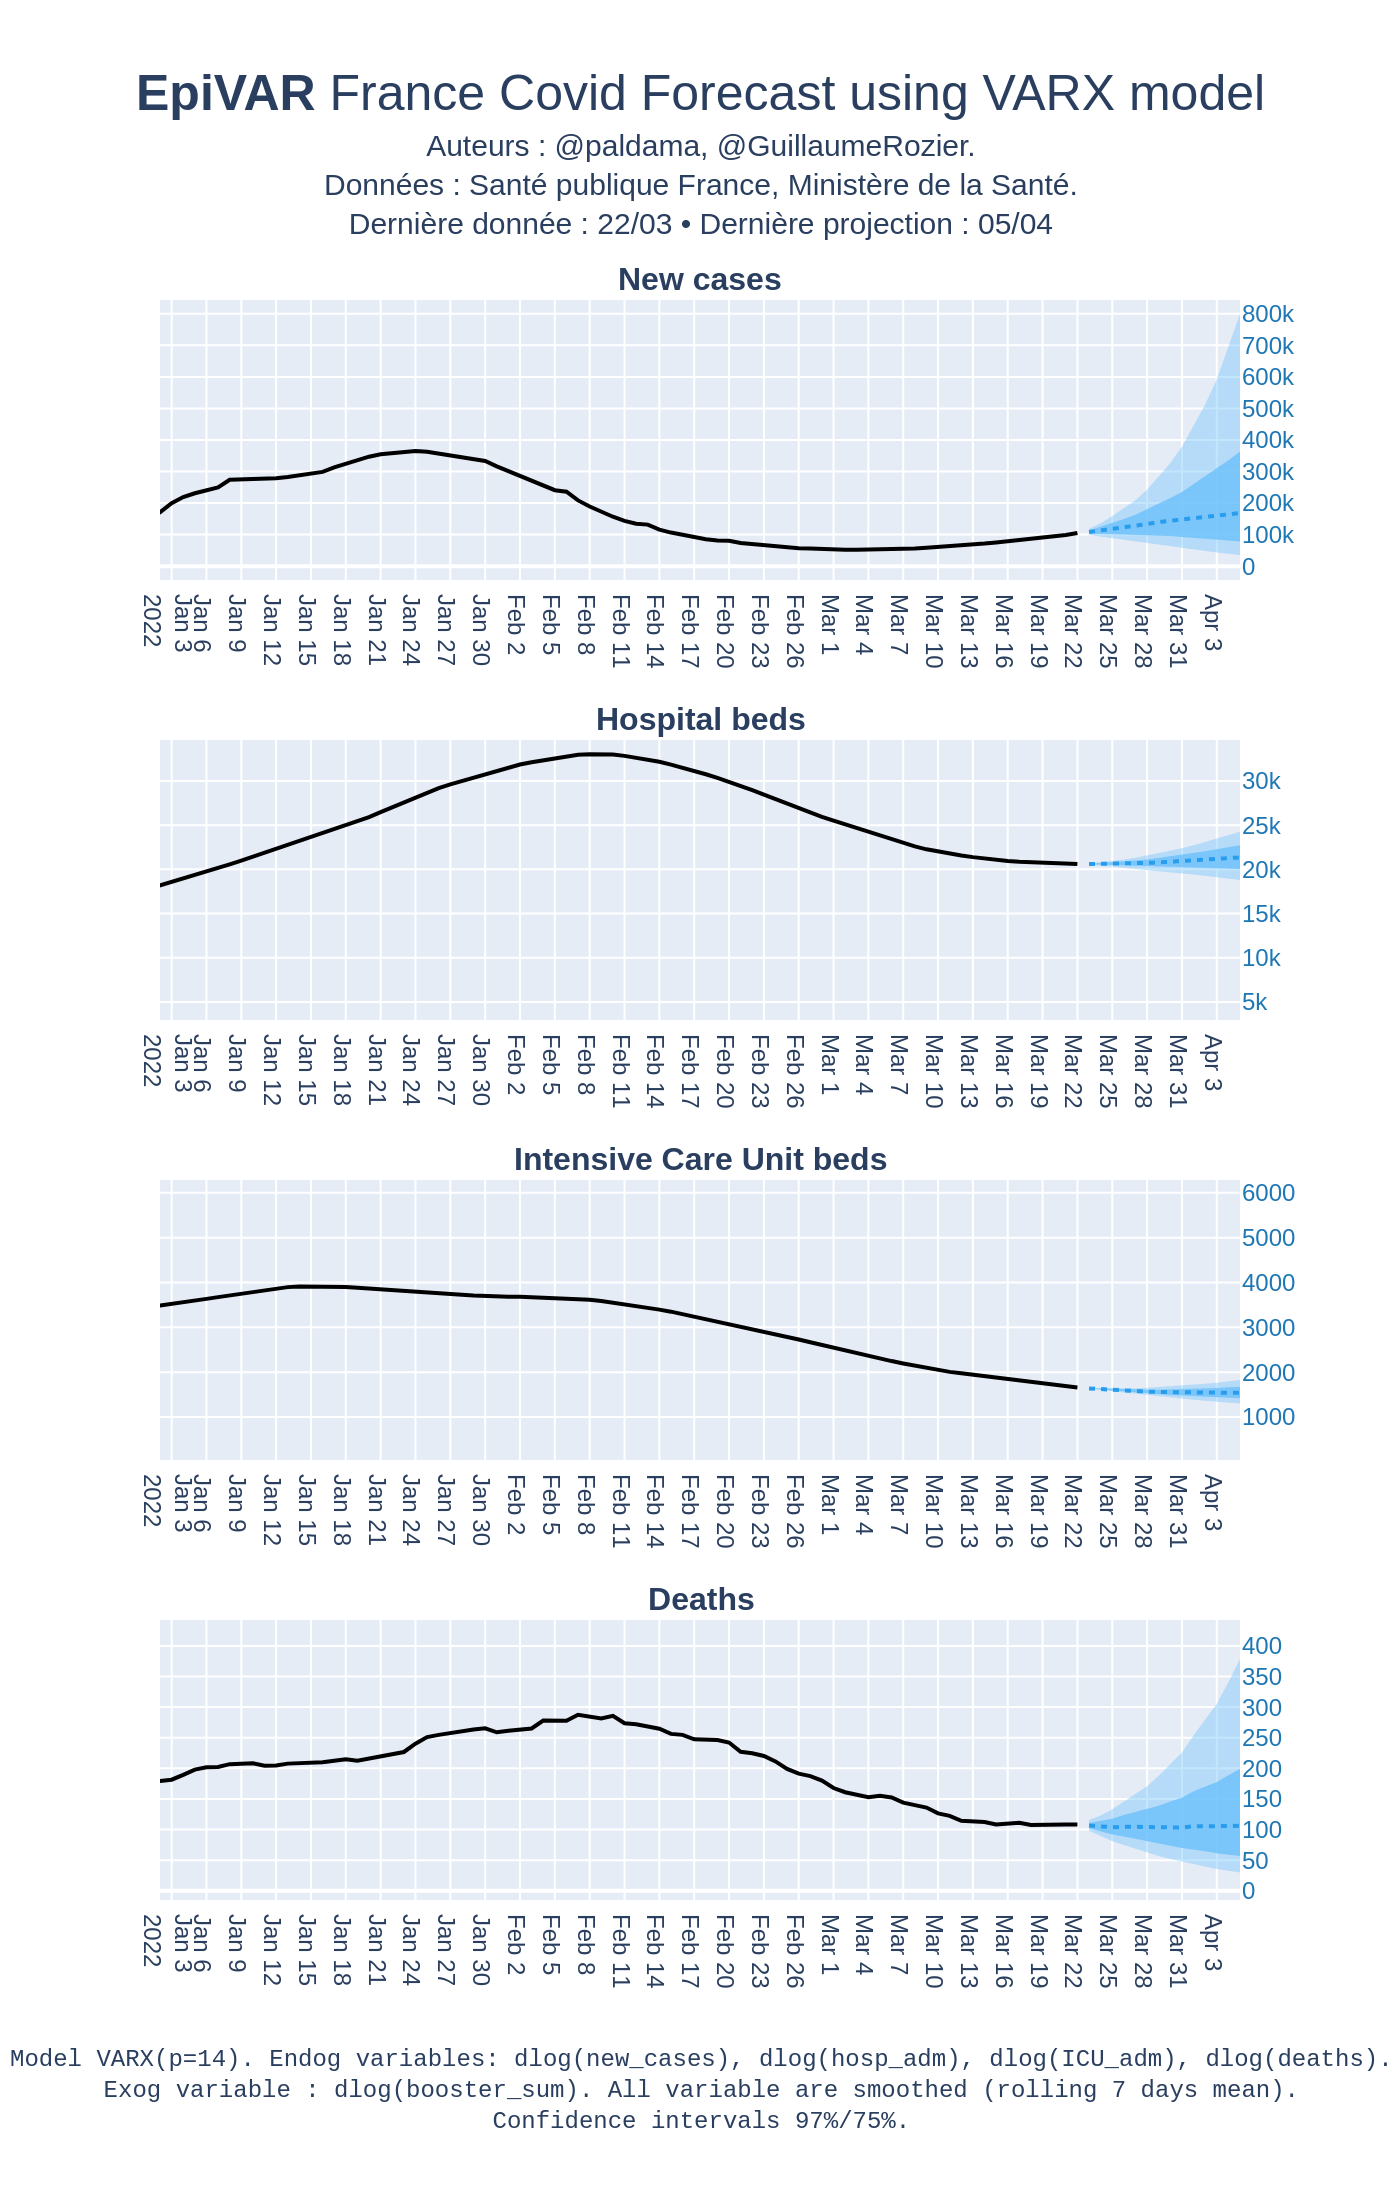 EpiVAR France Covid Forecast using VARX model
Auteurs : @paldama, @GuillaumeRozier.
Données : Santé publique France, Ministère de la Santé.
Dernière donnée : 22/03 • Dernière projection : 05/04
New cases
800k
700k
600k
500k
400k
300k
200k
100k
0
2022
Jan 3
Jan 6
Jan 9
Jan 12
Jan 15
Jan 18
Jan 21
Jan 24
Jan 27
Jan 30
Feb 2
Feb 5
Feb 8
Feb 11
Feb 14
Feb 17
Feb 20
Feb 23
Feb 26
Mar 1
Mar 4
Mar 7
Mar 10
Mar 13
Mar 16
Mar 19
Mar 22
Mar 25
Mar 28
Mar 31
Apr 3
Hospital beds
30k
25k
20k
15k
10k
5k
2022
Jan 3
Jan 6
Jan 9
Jan 12
Jan 15
Jan 18
Jan 21
Jan 24
Jan 27
Jan 30
Feb 2
Feb 5
Feb 8
Feb 11
Feb 14
Feb 17
Feb 20
Feb 23
Feb 26
Mar 1
Mar 4
Mar 7
Mar 10
Mar 13
Mar 16
Mar 19
Mar 22
Mar 25
Mar 28
Mar 31
Apr 3
Intensive Care Unit beds
6000
5000
4000
3000
2000
1000
2022
Jan 3
Jan 6
Jan 9
Jan 12
Jan 15
Jan 18
Jan 21
Jan 24
Jan 27
Jan 30
Feb 2
Feb 5
Feb 8
Feb 11
Feb 14
Feb 17
Feb 20
Feb 23
Feb 26
Mar 1
Mar 4
Mar 7
Mar 10
Mar 13
Mar 16
Mar 19
Mar 22
Mar 25
Mar 28
Mar 31
Apr 3
Deaths
400
350
300
250
200
150
100
50
0
2022
Jan 3
Jan 6
Jan 9
Jan 12
Jan 15
Jan 18
Jan 21
Jan 24
Jan 27
Jan 30
Feb 2
Feb 5
Feb 8
Feb 11
Feb 14
Feb 17
Feb 20
Feb 23
Feb 26
Mar 1
Mar 4
Mar 7
Mar 10
Mar 13
Mar 16
Mar 19
Mar 22
Mar 25
Mar 28
Mar 31
Apr 3
Model VARX(p=14). Endog variables: dlog(new_cases), dlog(hosp_adm), dlog(ICU_adm), dlog(deaths).
Exog variable : dlog(booster_sum). All variable are smoothed (rolling 7 days mean).
Confidence intervals 97%/75%.